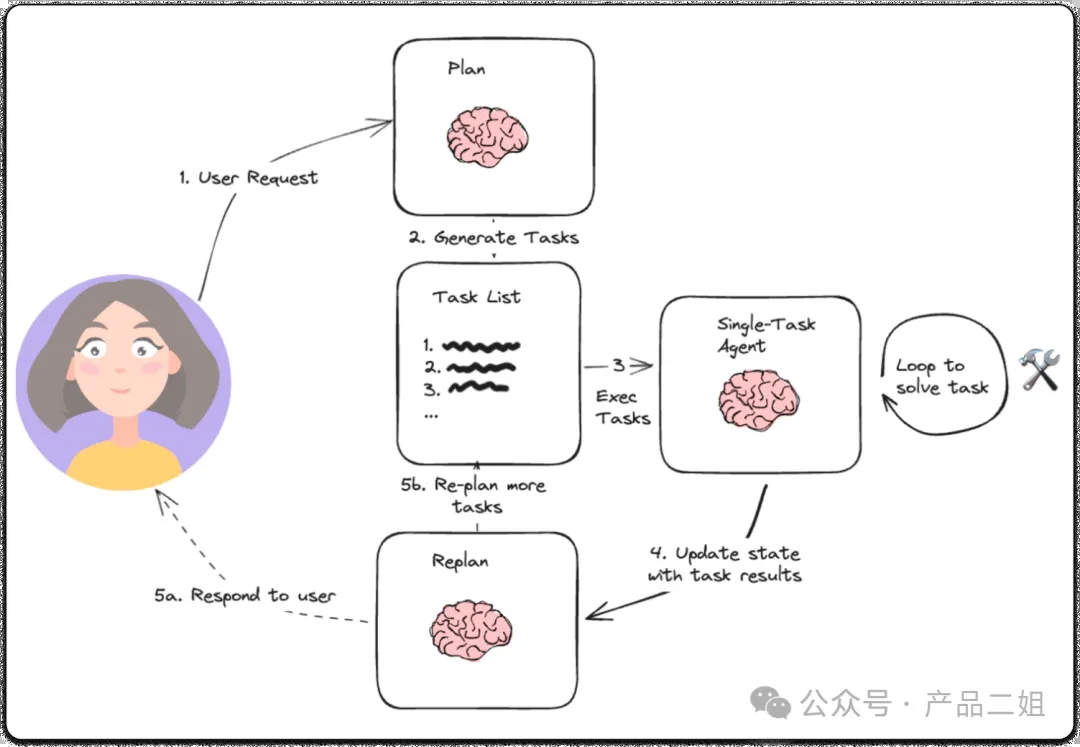 Plan
1. User Request
2. Generate Tasks
Task List
1.
2.
3.
...
3
Exec
Tasks
Single-Task
Agent
Loop to
solve task
4. Update state
with task results
Replan
5b. Re-plan more
tasks
5a. Respond to user
公众号 · 产品二姐